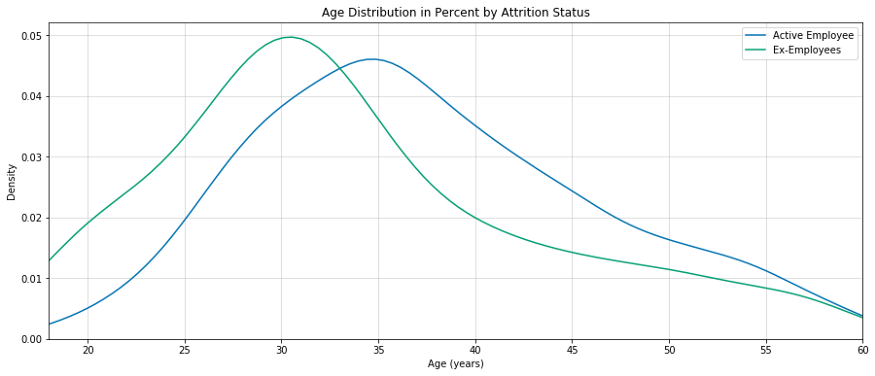 Age Distribution in Percent by Attrition Status
Active Employee
Ex-Employees
0.05
0.04
0.03
0.02
0.01
0.00
Density
20 25 30 35 40 45 50 55 60
Age (years)